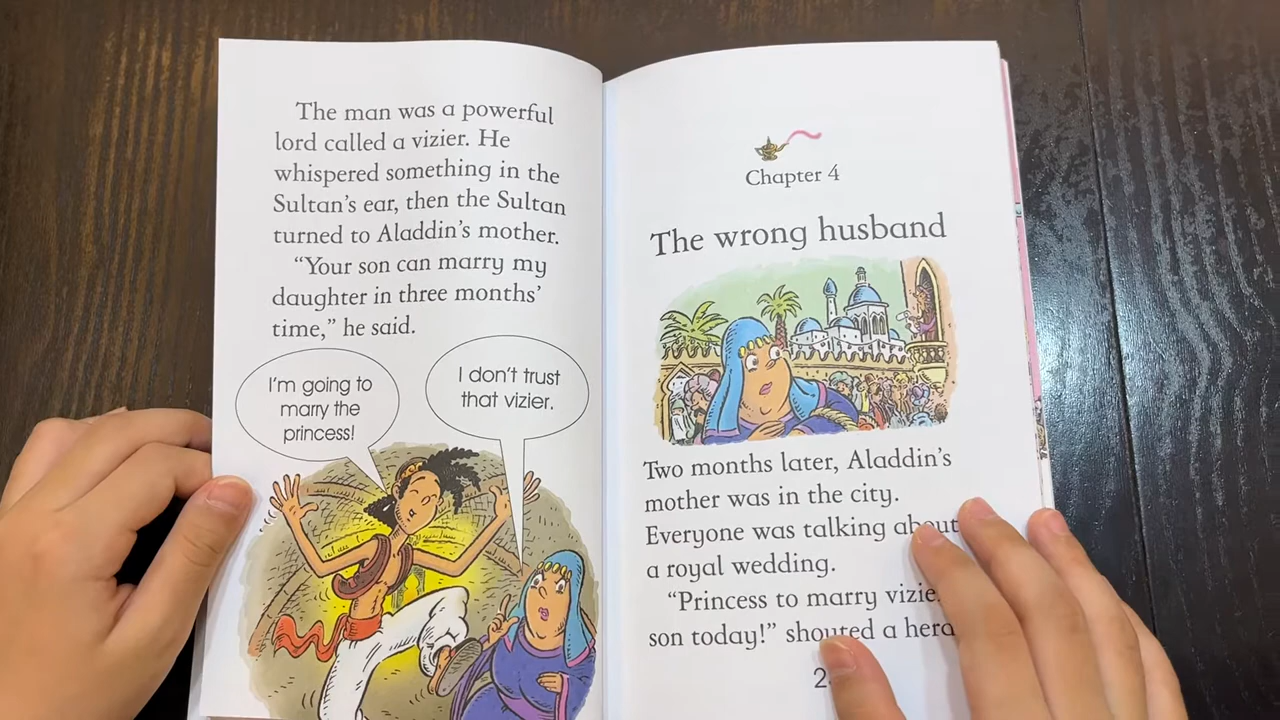 The man was a powerful
lord called a vizier. He
whispered something in the
Sultan's ear, then the Sultan
turned to Aladdin's mother.
“Your son can marry my
daughter in three months'
time,” he said.
I'm going to
marry the
princess!
I don't trust
that vizier.
Chapter 4
The wrong husband
Two months later, Aladdin's
mother was in the city.
Everyone was talking about
a royal wedding.
“Princess to marry
son today!” shouted a